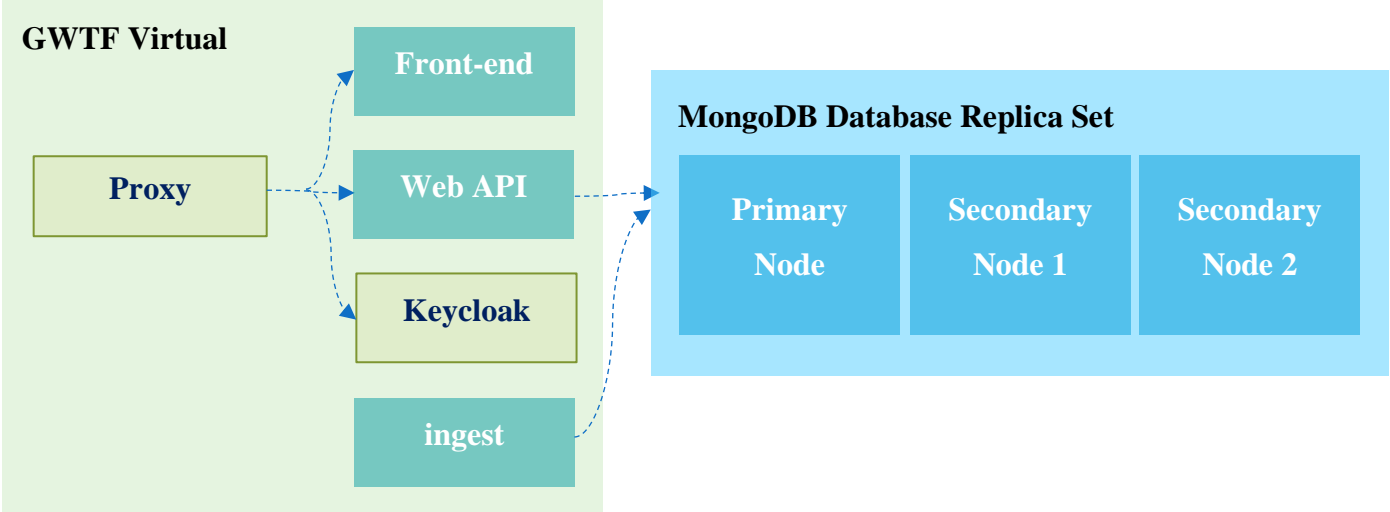 GWTF Virtual
Proxy
Front-end
Web API
Keycloak
ingest
MongoDB Database Replica Set
Primary
Node
Secondary
Node 1
Secondary
Node 2